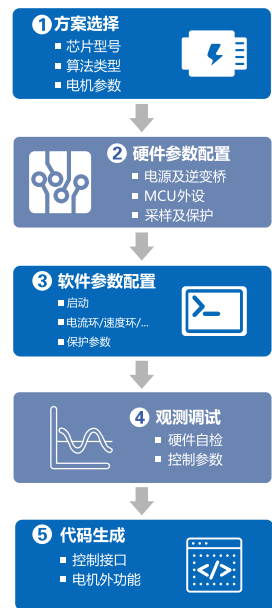 1 方案选择
芯片型号
算法类型
电机参数
2 硬件参数配置
电源及逆变桥
MCU外设
采样及保护
3 软件参数配置
启动
电流环/速度环/...
保护参数
4 观测调试
硬件自检
控制参数
5 代码生成
控制接口
电机外功能